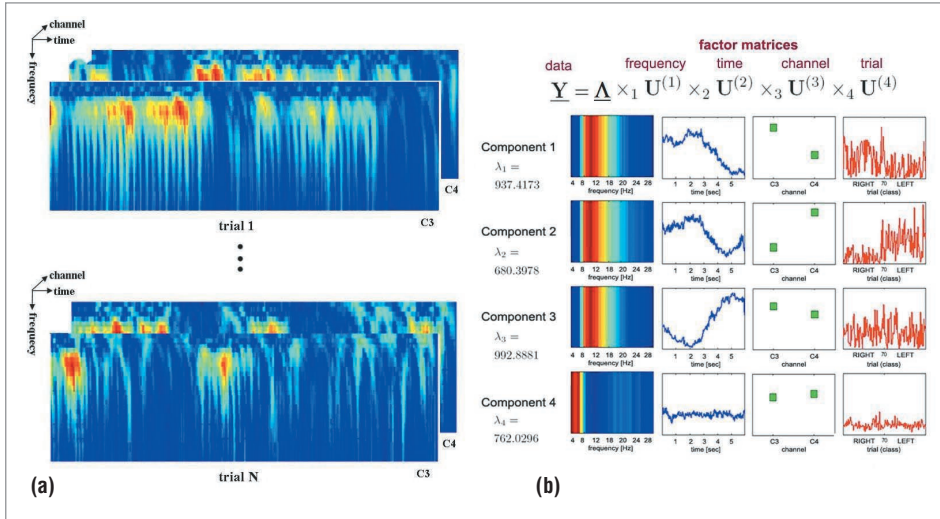 channel
time
frequecy
C4
C3
trial 1
channel
time
frequecy
C4
C3
trial N
(a)
factor matrices
data frequency time channel trial
Y = Λ ×₁ U⁽¹⁾ ×₂ U⁽²⁾ ×₃ U⁽³⁾ ×₄ U⁽⁴⁾
Component 1
λ₁ =
937.4173
4 8 12 16 20 24 28
frequency [Hz]
1 2 3 4 5
time [sec]
C3 C4
channel
RIGHT 70 LEFT
trial (class)
Component 2
λ₂ =
680.3978
4 8 12 18 20 24 28
frequency [Hz]
1 2 3 4 5
time [sec]
C3 C4
channel
RIGHT 70 LEFT
trial (class)
Component 3
λ₃ =
992.8881
4 8 12 16 20 24 28
frequency [Hz]
1 2 3 4 5
time [sec]
C3 C4
channel
RIGHT 70 LEFT
trial (class)
Component 4
λ₄ =
762.0296
4 8 12 16 20 24 28
frequency [Hz]
1 2 3 4 5
time [sec]
C3 C4
channel
RIGHT 70 LEFT
trial (class)
(b)